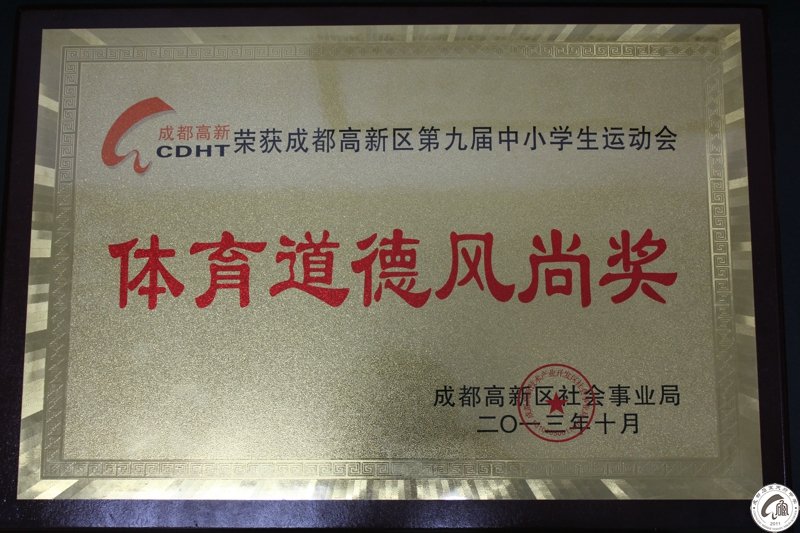 成都高新
CDHT
荣获成都高新区第九届中小学生运动会
体育道德风尚奖
成都高新区社会事业局
二〇一三年十月
2011